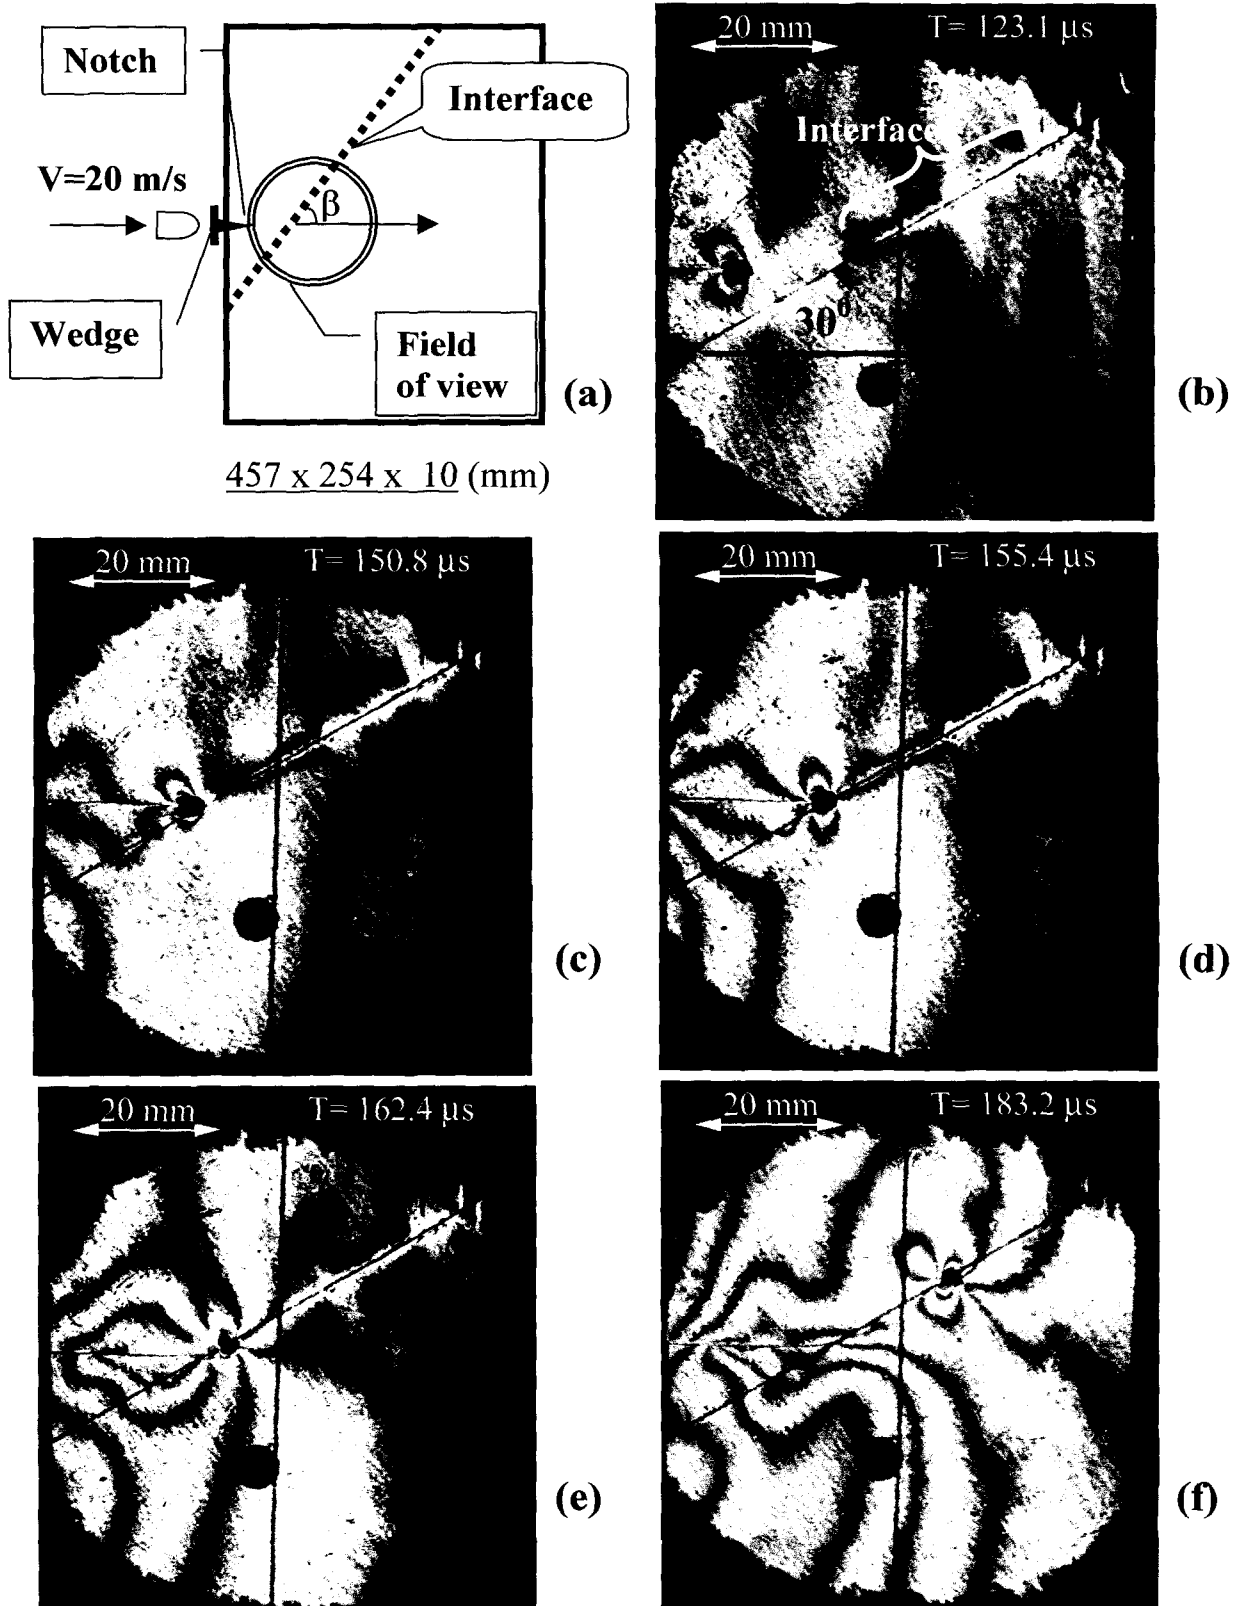 Notch
Interface
V=20 m/s
β
Wedge
Field
of view
(a)
457 x 254 x 10 (mm)
20 mm T= 123.1 μs
Interface
30⁰
(b)
20 mm T= 150.8 μs
(c)
20 mm T= 155.4 μs
(d)
20 mm T= 162.4 μs
(e)
20 mm T= 183.2 μs
(f)